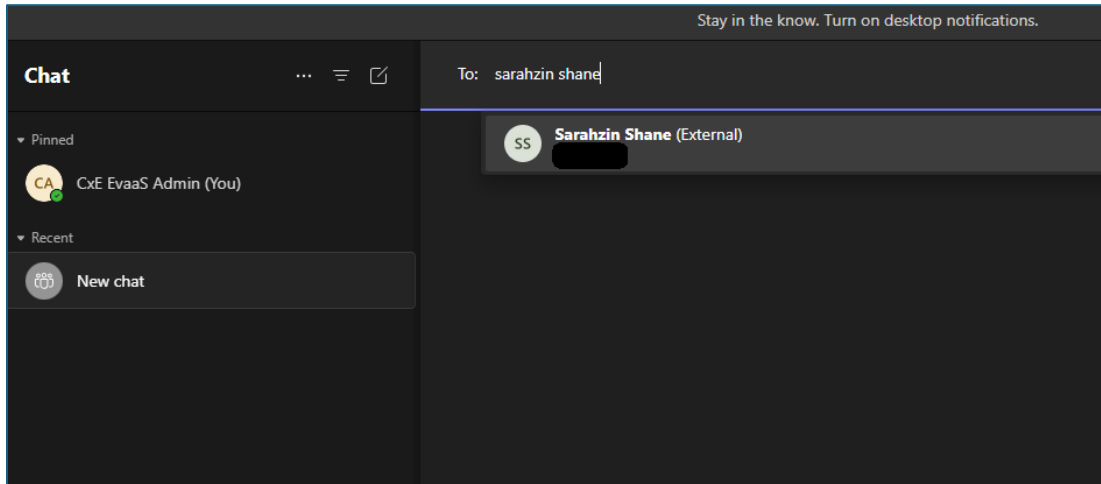 Stay in the know. Turn on desktop notifications.
Chat
To: sarahzin shane
Pinned
SS
Sarahzin Shane (External)
CA
CxE EvaaS Admin (You)
Recent
New chat